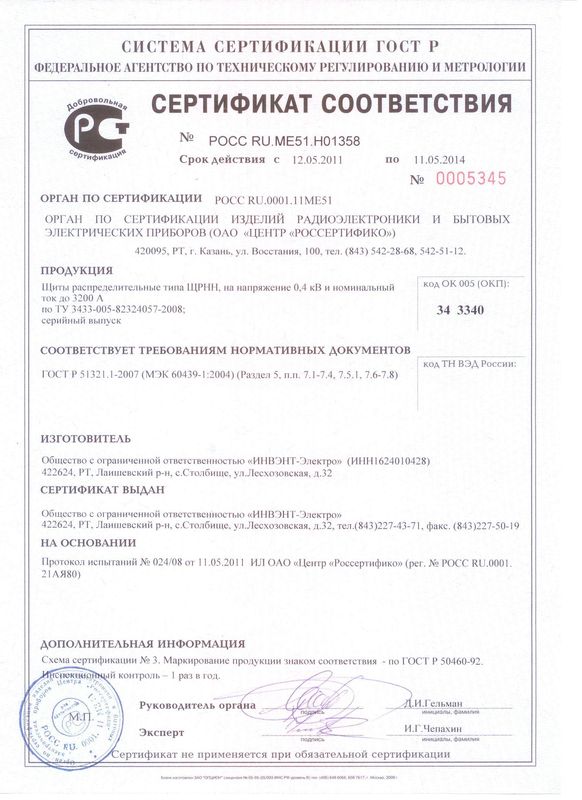 СИСТЕМА СЕРТИФИКАЦИИ ГОСТ Р
ФЕДЕРАЛЬНОЕ АГЕНТСТВО ПО ТЕХНИЧЕСКОМУ РЕГУЛИРОВАНИЮ И МЕТРОЛОГИИ
Добровольная
РСТ
сертификация
СЕРТИФИКАТ СООТВЕТСТВИЯ
№ РОСС RU.ME51.H01358
Срок действия с 12.05.2011 по 11.05.2014
№ 0005345
ОРГАН ПО СЕРТИФИКАЦИИ РОСС RU.0001.11МЕ51
ОРГАН ПО СЕРТИФИКАЦИИ ИЗДЕЛИЙ РАДИОЭЛЕКТРОНИКИ И БЫТОВЫХ
ЭЛЕКТРИЧЕСКИХ ПРИБОРОВ (ОАО «ЦЕНТР «РОССЕРТИФИКО»)
420095, РТ, г. Казань, ул. Восстания, 100, тел. (843) 542-28-68, 542-51-12.
ПРОДУКЦИЯ
Щиты распределительные типа ЩРНН, на напряжение 0,4 кВ и номинальный
ток до 3200 А
по ТУ 3433-005-82324057-2008;
серийный выпуск
код ОК 005 (ОКП):
34 3340
СООТВЕТСТВУЕТ ТРЕБОВАНИЯМ НОРМАТИВНЫХ ДОКУМЕНТОВ
ГОСТ Р 51321.1-2007 (МЭК 60439-1:2004) (Раздел 5, п.п. 7.1-7.4, 7.5.1, 7.6-7.8)
код ТН ВЭД России:
ИЗГОТОВИТЕЛЬ
Общество с ограниченной ответственностью «ИНВЭНТ-Электро» (ИНН1624010428)
422624, РТ, Лаишевский р-н, с.Столбище, ул.Лесхозовская, д.32
СЕРТИФИКАТ ВЫДАН
Общество с ограниченной ответственностью «ИНВЭНТ-Электро»
422624, РТ, Лаишевский р-н, с.Столбище, ул.Лесхозовская, д.32, тел.(843)227-43-71, факс. (843)227-50-19
НА ОСНОВАНИИ
Протокол испытаний № 024/08 от 11.05.2011 ИЛ ОАО «Центр «Россертифико» (рег. № РОСС RU.0001.
21АЯ80)
ДОПОЛНИТЕЛЬНАЯ ИНФОРМАЦИЯ
Схема сертификации № 3. Маркирование продукции знаком соответствия - по ГОСТ Р 50460-92.
Инспекционный контроль – 1 раз в год.
М.П.
Руководитель органа
подпись
Д.И.Гельман
инициалы, фамилия
Эксперт
подпись
И.Г.Чепахин
инициалы, фамилия
Сертификат не применяется при обязательной сертификации